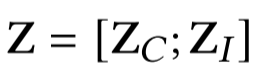 Z = [Z_C; Z_I]